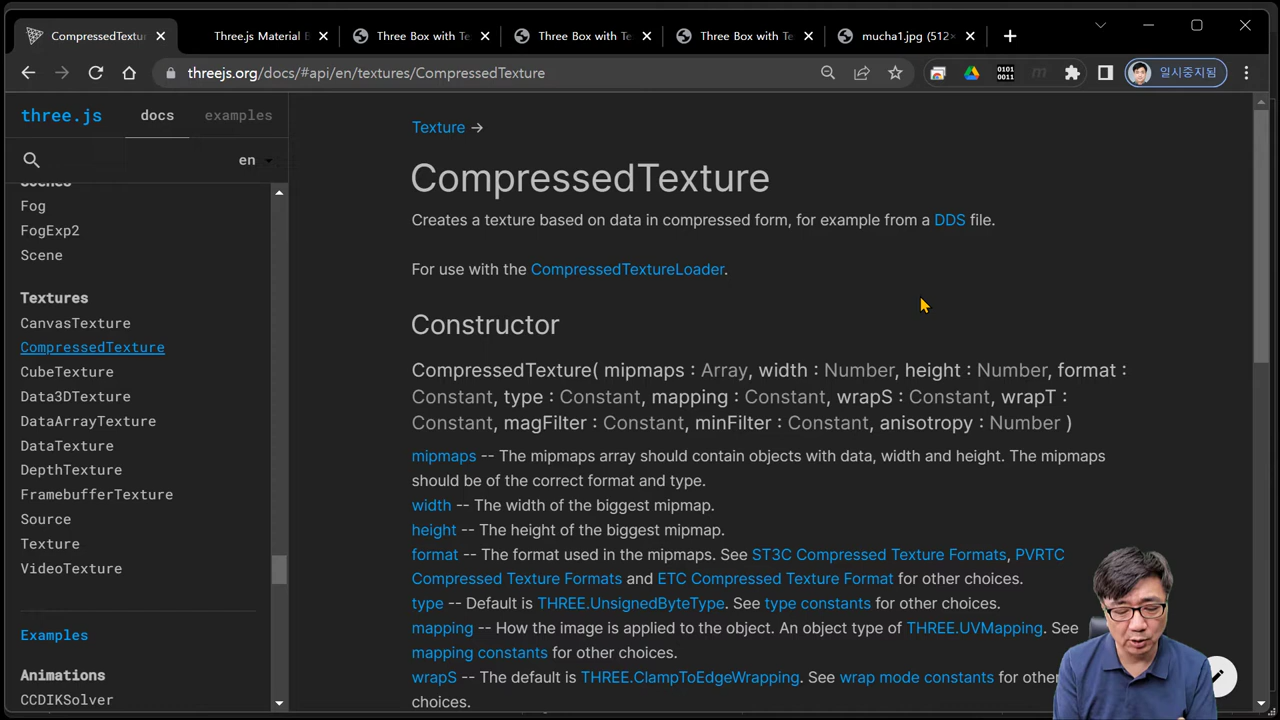 CompressedTextu
Three.js Material B
Three Box with Te
Three Box with Te
Three Box with Te
mucha1.jpg (512×
threejs.org/docs/#api/en/textures/CompressedTexture
0101
0011
m
일시중지됨
three.js
docs
examples
en
Scenes
Fog
FogExp2
Scene
Textures
CanvasTexture
CompressedTexture
CubeTexture
Data3DTexture
DataArrayTexture
DataTexture
DepthTexture
FramebufferTexture
Source
Texture
VideoTexture
Examples
Animations
CCDIKSolver
Texture →
CompressedTexture
Creates a texture based on data in compressed form, for example from a DDS file.
For use with the CompressedTextureLoader.
Constructor
CompressedTexture( mipmaps : Array, width : Number, height : Number, format :
Constant, type : Constant, mapping : Constant, wrapS : Constant, wrapT :
Constant, magFilter : Constant, minFilter : Constant, anisotropy : Number )
mipmaps -- The mipmaps array should contain objects with data, width and height. The mipmaps
should be of the correct format and type.
width -- The width of the biggest mipmap.
height -- The height of the biggest mipmap.
format -- The format used in the mipmaps. See ST3C Compressed Texture Formats, PVRTC
Compressed Texture Formats and ETC Compressed Texture Format for other choices.
type -- Default is THREE.UnsignedByteType. See type constants for other choices.
mapping -- How the image is applied to the object. An object type of THREE.UVMapping. See
mapping constants for other choices.
wrapS -- The default is THREE.ClampToEdgeWrapping. See wrap mode constants for other
choices.